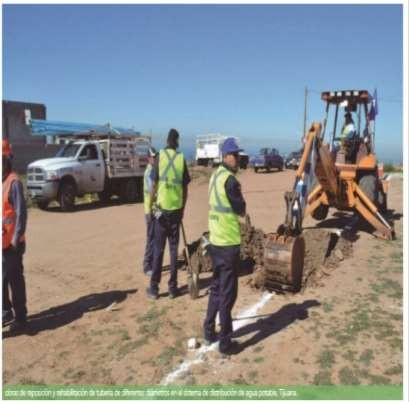 obras de reposición y rehabilitación de tubería de diferentes diámetros en el sistema de distribución de agua potable, Tijuana.